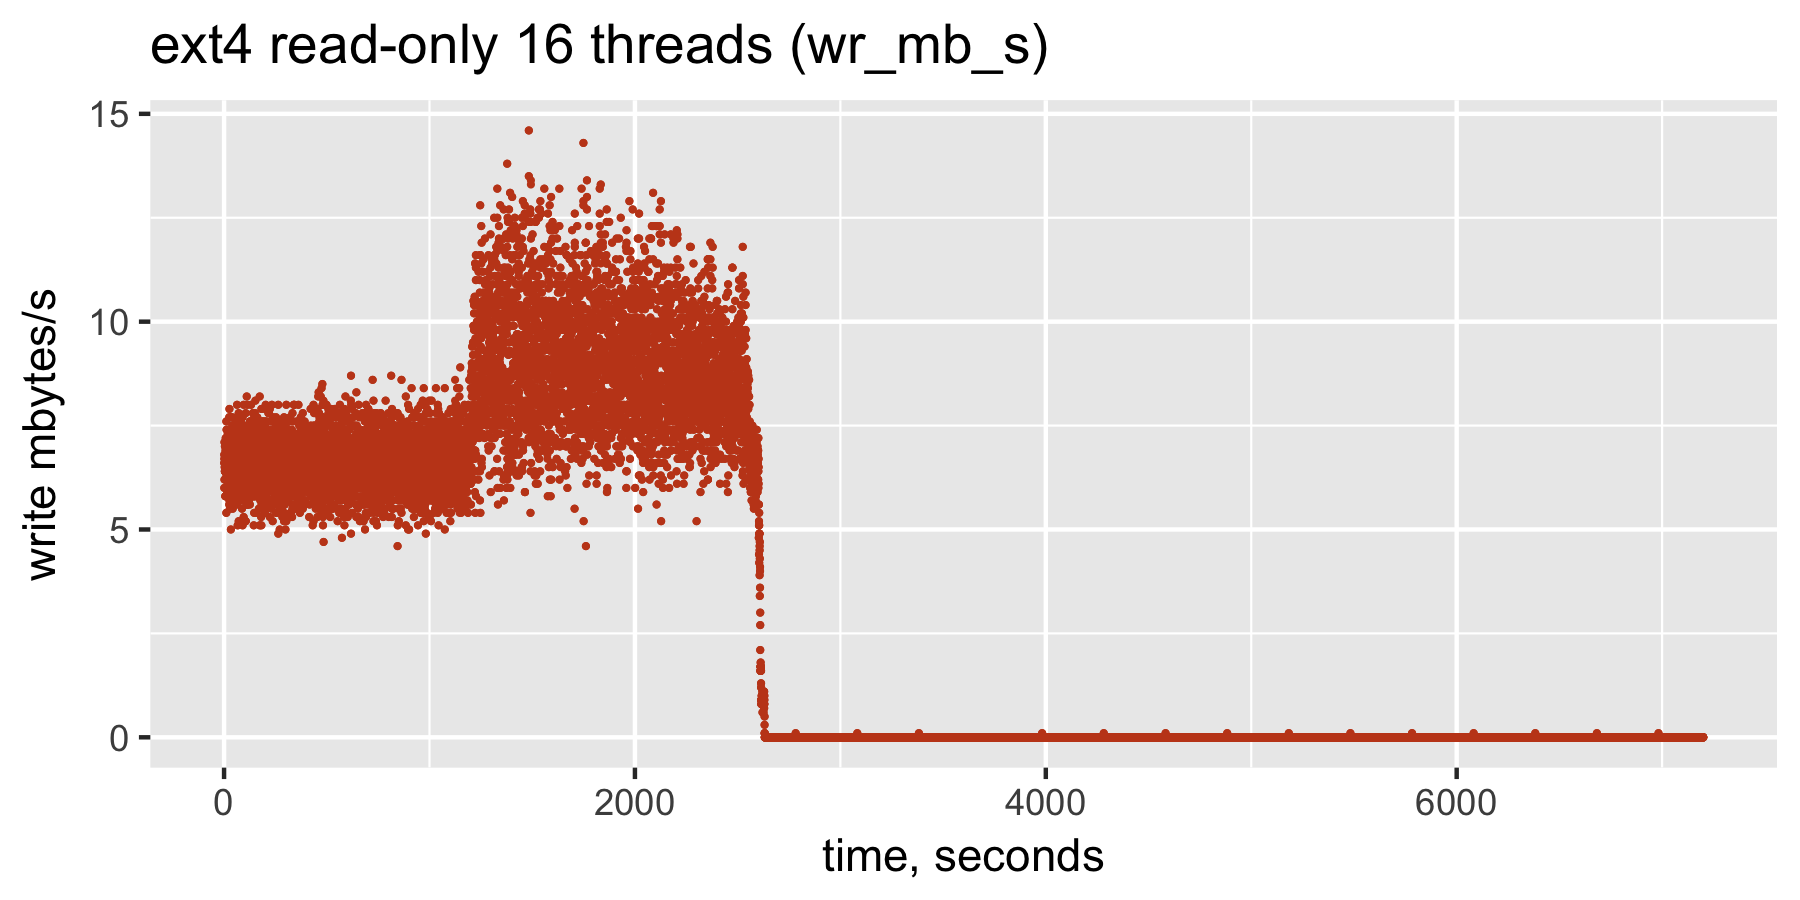 ext4 read-only 16 threads (wr_mb_s)
15
10
5
0
write mbytes/s
0 2000 4000 6000
time, seconds